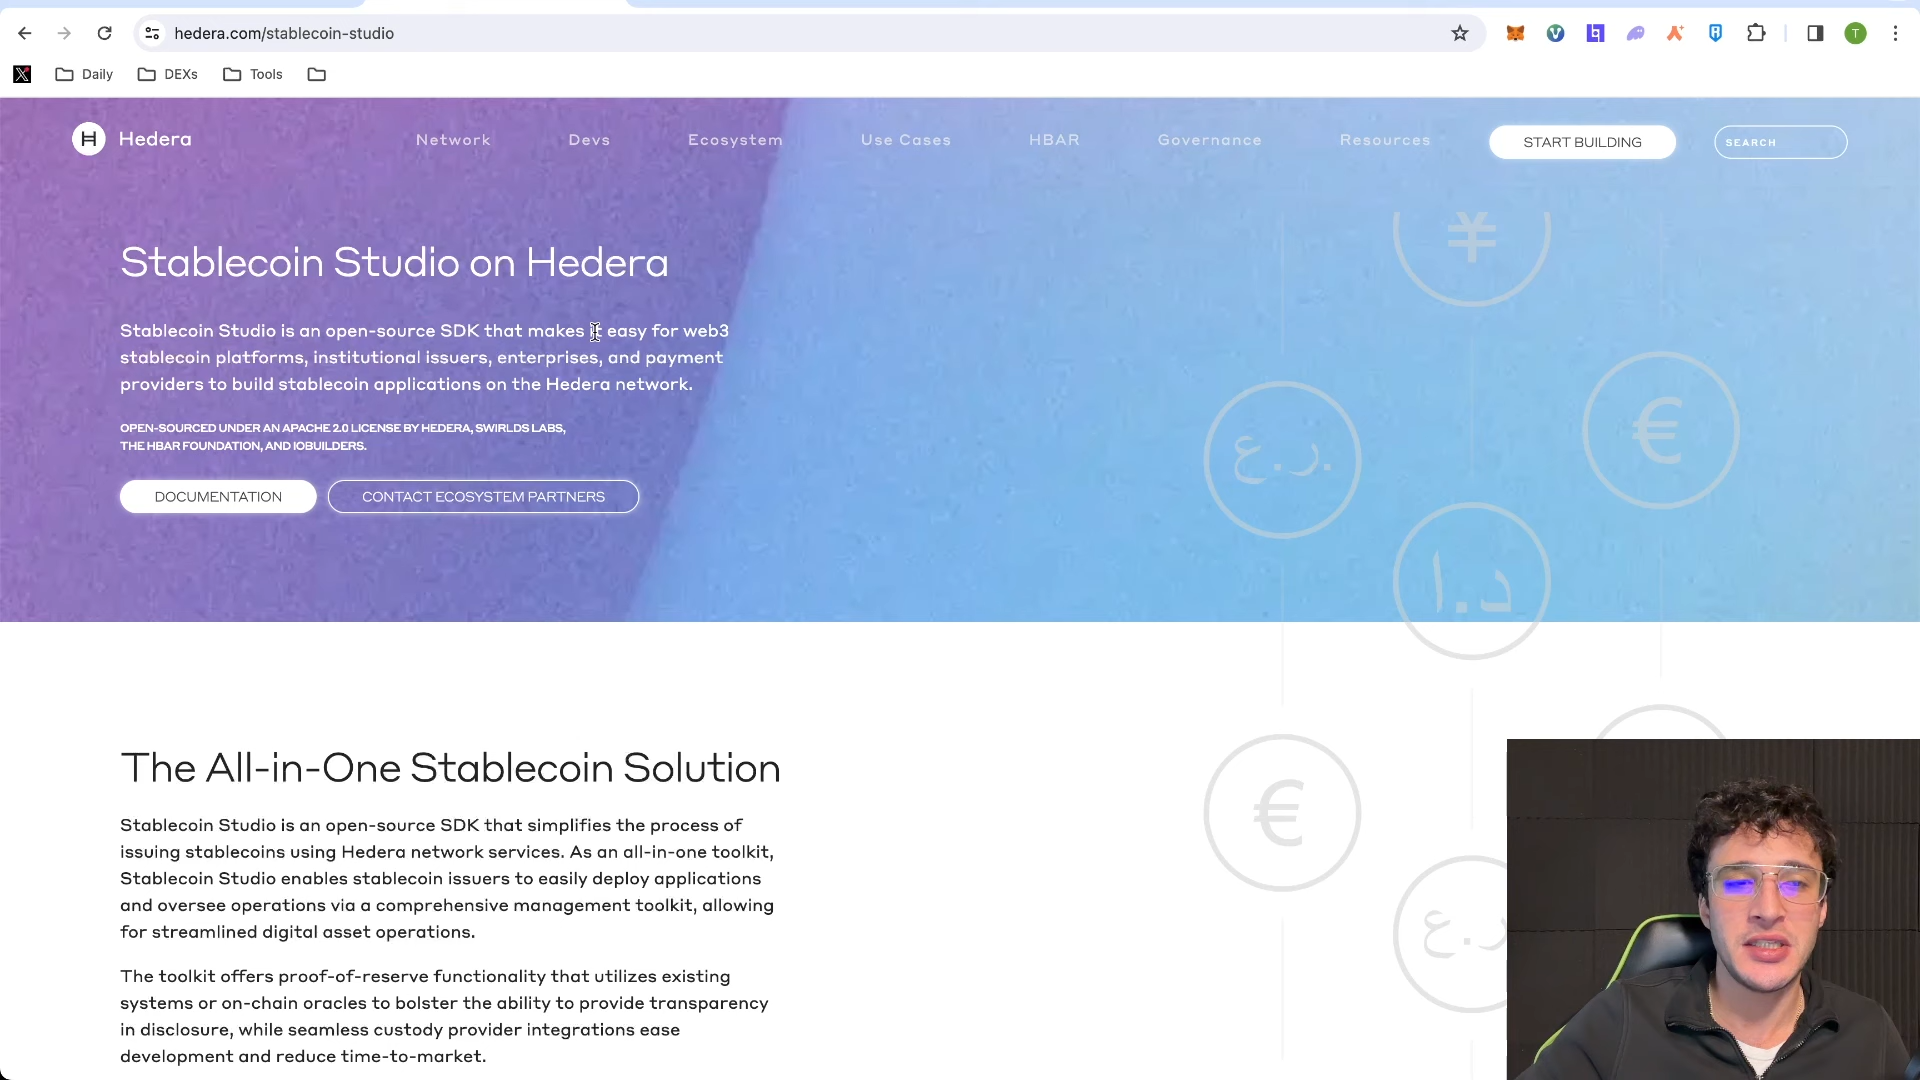 hedera.com/stablecoin-studio
T
X
Daily
DEXs
Tools
H Hedera
Network
Devs
Ecosystem
Use Cases
HBAR
Governance
Resources
START BUILDING
SEARCH
Stablecoin Studio on Hedera
Stablecoin Studio is an open-source SDK that makes it easy for web3
stablecoin platforms, institutional issuers, enterprises, and payment
providers to build stablecoin applications on the Hedera network.
OPEN-SOURCED UNDER AN APACHE 2.0 LICENSE BY HEDERA, SWIRLDS LABS,
THE HBAR FOUNDATION, AND IOBUILDERS.
DOCUMENTATION
CONTACT ECOSYSTEM PARTNERS
¥
€
ر.ع.
د.ا
The All-in-One Stablecoin Solution
Stablecoin Studio is an open-source SDK that simplifies the process of
issuing stablecoins using Hedera network services. As an all-in-one toolkit,
Stablecoin Studio enables stablecoin issuers to easily deploy applications
and oversee operations via a comprehensive management toolkit, allowing
for streamlined digital asset operations.
The toolkit offers proof-of-reserve functionality that utilizes existing
systems or on-chain oracles to bolster the ability to provide transparency
in disclosure, while seamless custody provider integrations ease
development and reduce time-to-market.
€